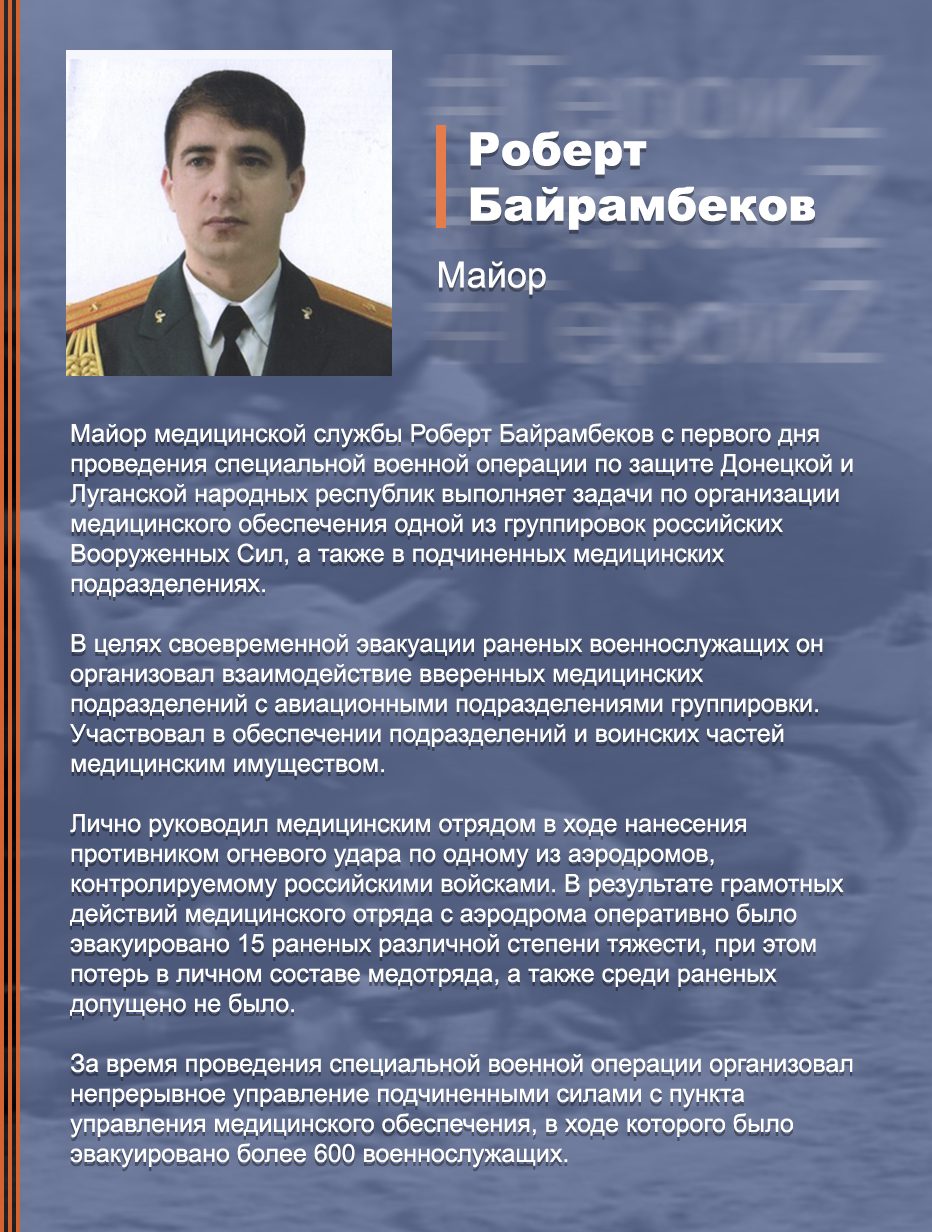 #ГероиZ
#ГероиZ
#ГероиZ
Роберт
Байрамбеков
Майор
Майор медицинской службы Роберт Байрамбеков с первого дня
проведения специальной военной операции по защите Донецкой и
Луганской народных республик выполняет задачи по организации
медицинского обеспечения одной из группировок российских
Вооруженных Сил, а также в подчиненных медицинских
подразделениях.
В целях своевременной эвакуации раненых военнослужащих он
организовал взаимодействие вверенных медицинских
подразделений с авиационными подразделениями группировки.
Участвовал в обеспечении подразделений и воинских частей
медицинским имуществом.
Лично руководил медицинским отрядом в ходе нанесения
противником огневого удара по одному из аэродромов,
контролируемому российскими войсками. В результате грамотных
действий медицинского отряда с аэродрома оперативно было
эвакуировано 15 раненых различной степени тяжести, при этом
потерь в личном составе медотряда, а также среди раненых
допущено не было.
За время проведения специальной военной операции организовал
непрерывное управление подчиненными силами с пункта
управления медицинского обеспечения, в ходе которого было
эвакуировано более 600 военнослужащих.